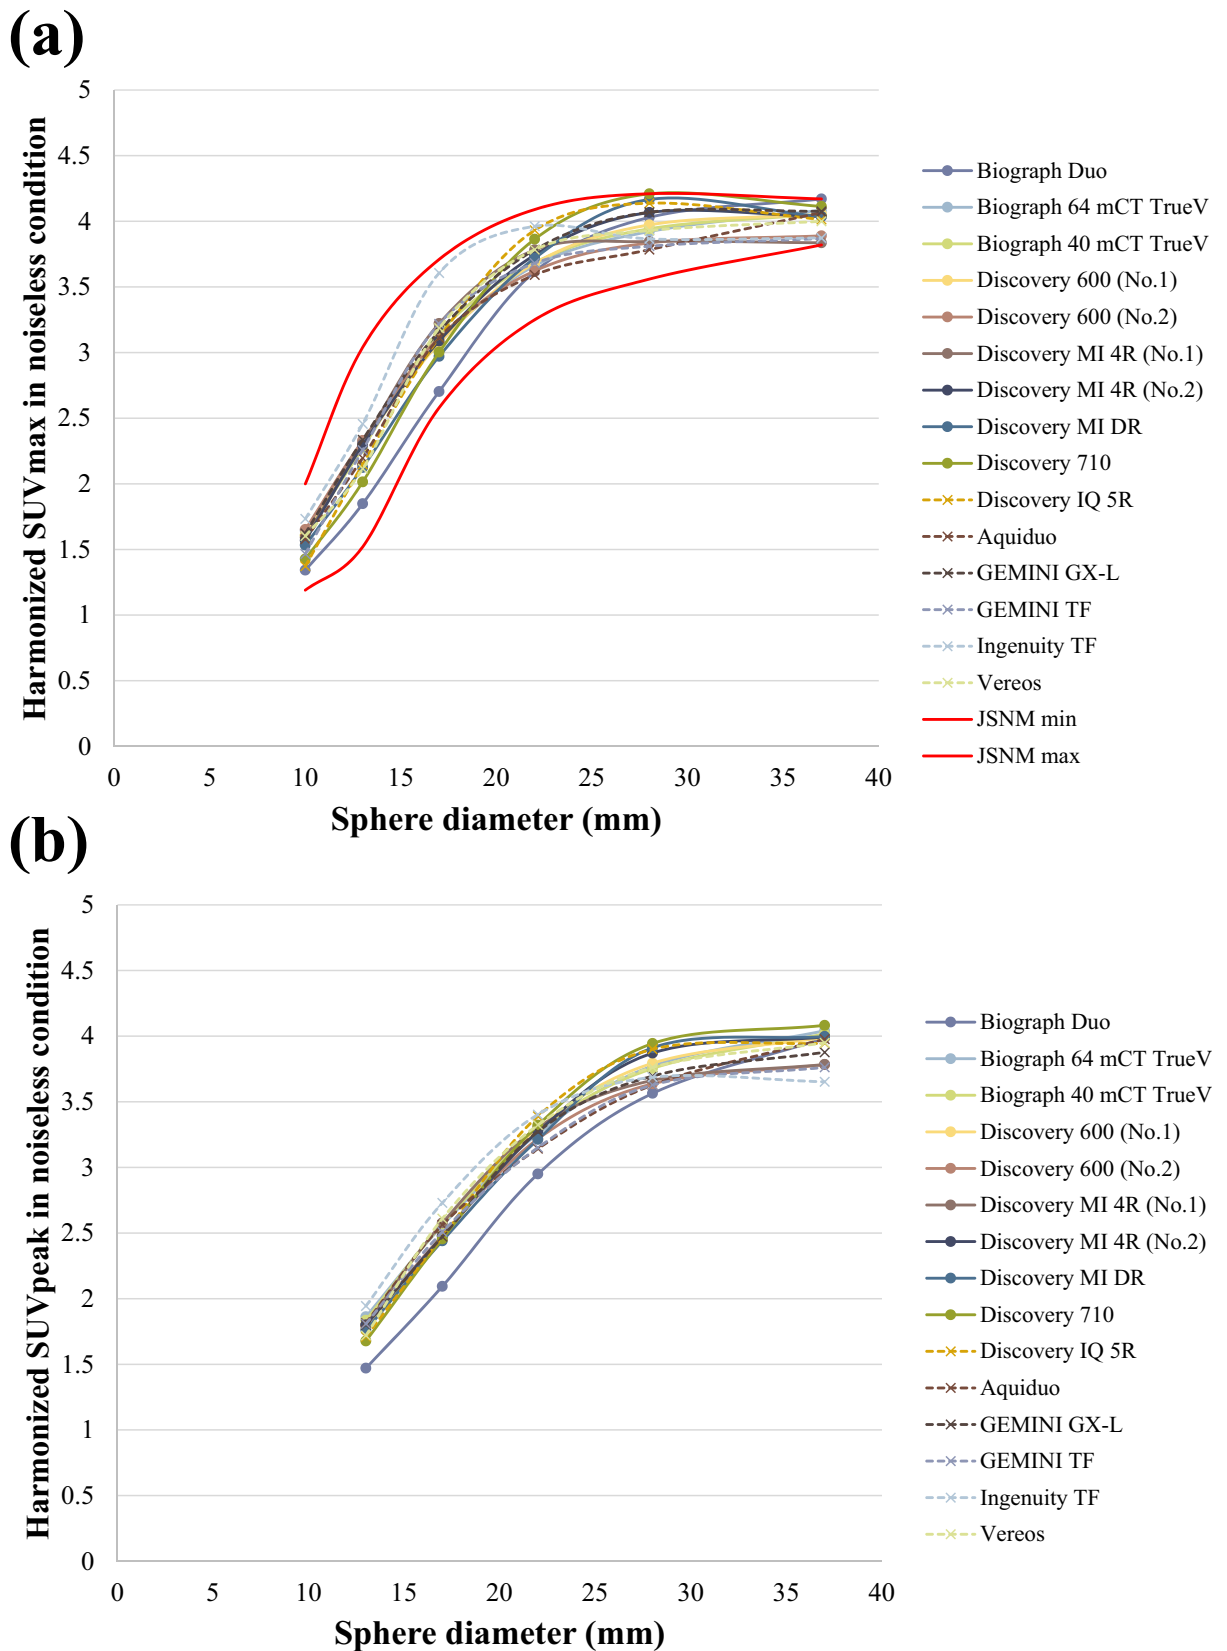 (a)
Harmonized SUVmax in noiseless condition
5
4.5
4
3.5
3
2.5
2
1.5
1
0.5
0
0 5 10 15 20 25 30 35 40
Sphere diameter (mm)
Biograph Duo
Biograph 64 mCT TrueV
Biograph 40 mCT TrueV
Discovery 600 (No.1)
Discovery 600 (No.2)
Discovery MI 4R (No.1)
Discovery MI 4R (No.2)
Discovery MI DR
Discovery 710
Discovery IQ 5R
Aquiduo
GEMINI GX-L
GEMINI TF
Ingenuity TF
Vereos
JSNM min
JSNM max
(b)
Harmonized SUVpeak in noiseless condition
5
4.5
4
3.5
3
2.5
2
1.5
1
0.5
0
0 5 10 15 20 25 30 35 40
Sphere diameter (mm)
Biograph Duo
Biograph 64 mCT TrueV
Biograph 40 mCT TrueV
Discovery 600 (No.1)
Discovery 600 (No.2)
Discovery MI 4R (No.1)
Discovery MI 4R (No.2)
Discovery MI DR
Discovery 710
Discovery IQ 5R
Aquiduo
GEMINI GX-L
GEMINI TF
Ingenuity TF
Vereos